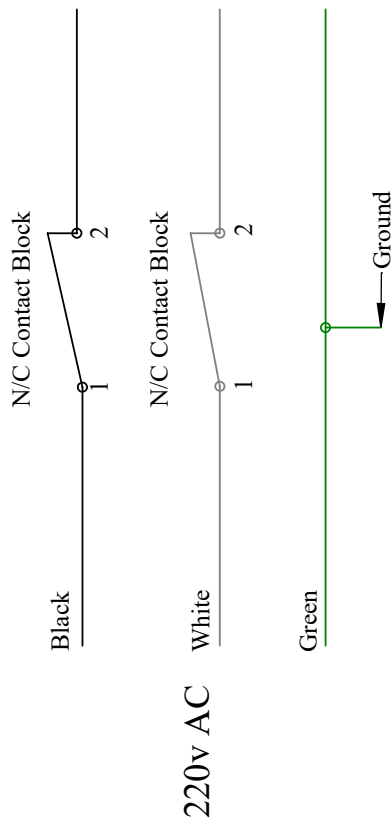 220v AC
Black
N/C Contact Block
1
2
White
N/C Contact Block
1
2
Green
Ground